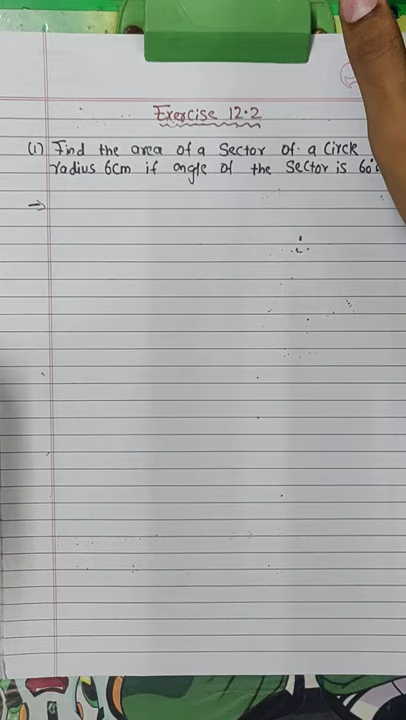 Exercise 12.2
(1) Find the area of a Sector of a Circle
radius 6cm if angle of the Sector is 60°
⇒